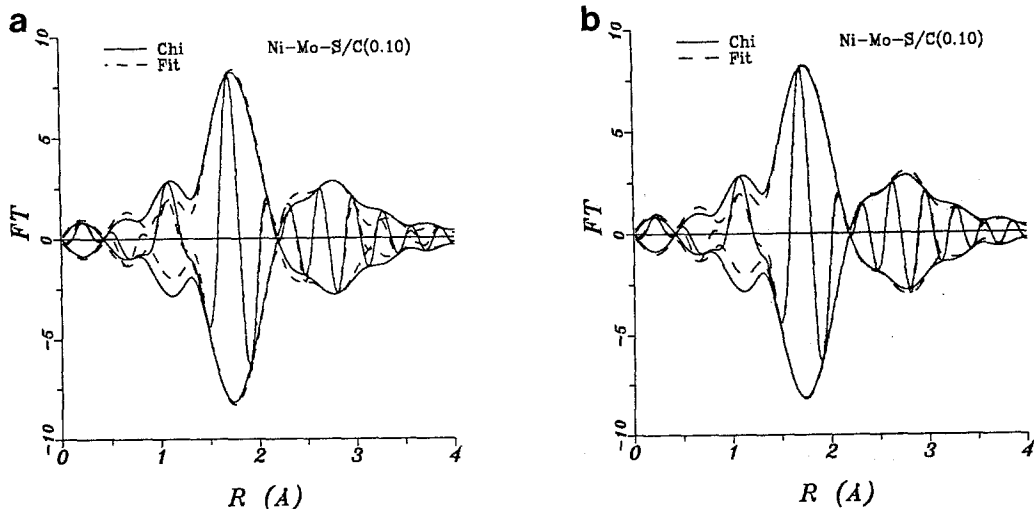 a
10
5
0
-5
-10
FT
— Chi
- - Fit
Ni-Mo-S/C(0.10)
0 1 2 3 4
R (A)
b
10
5
0
-5
-10
FT
— Chi
- - Fit
Ni-Mo-S/C(0.10)
0 1 2 3 4
R (A)